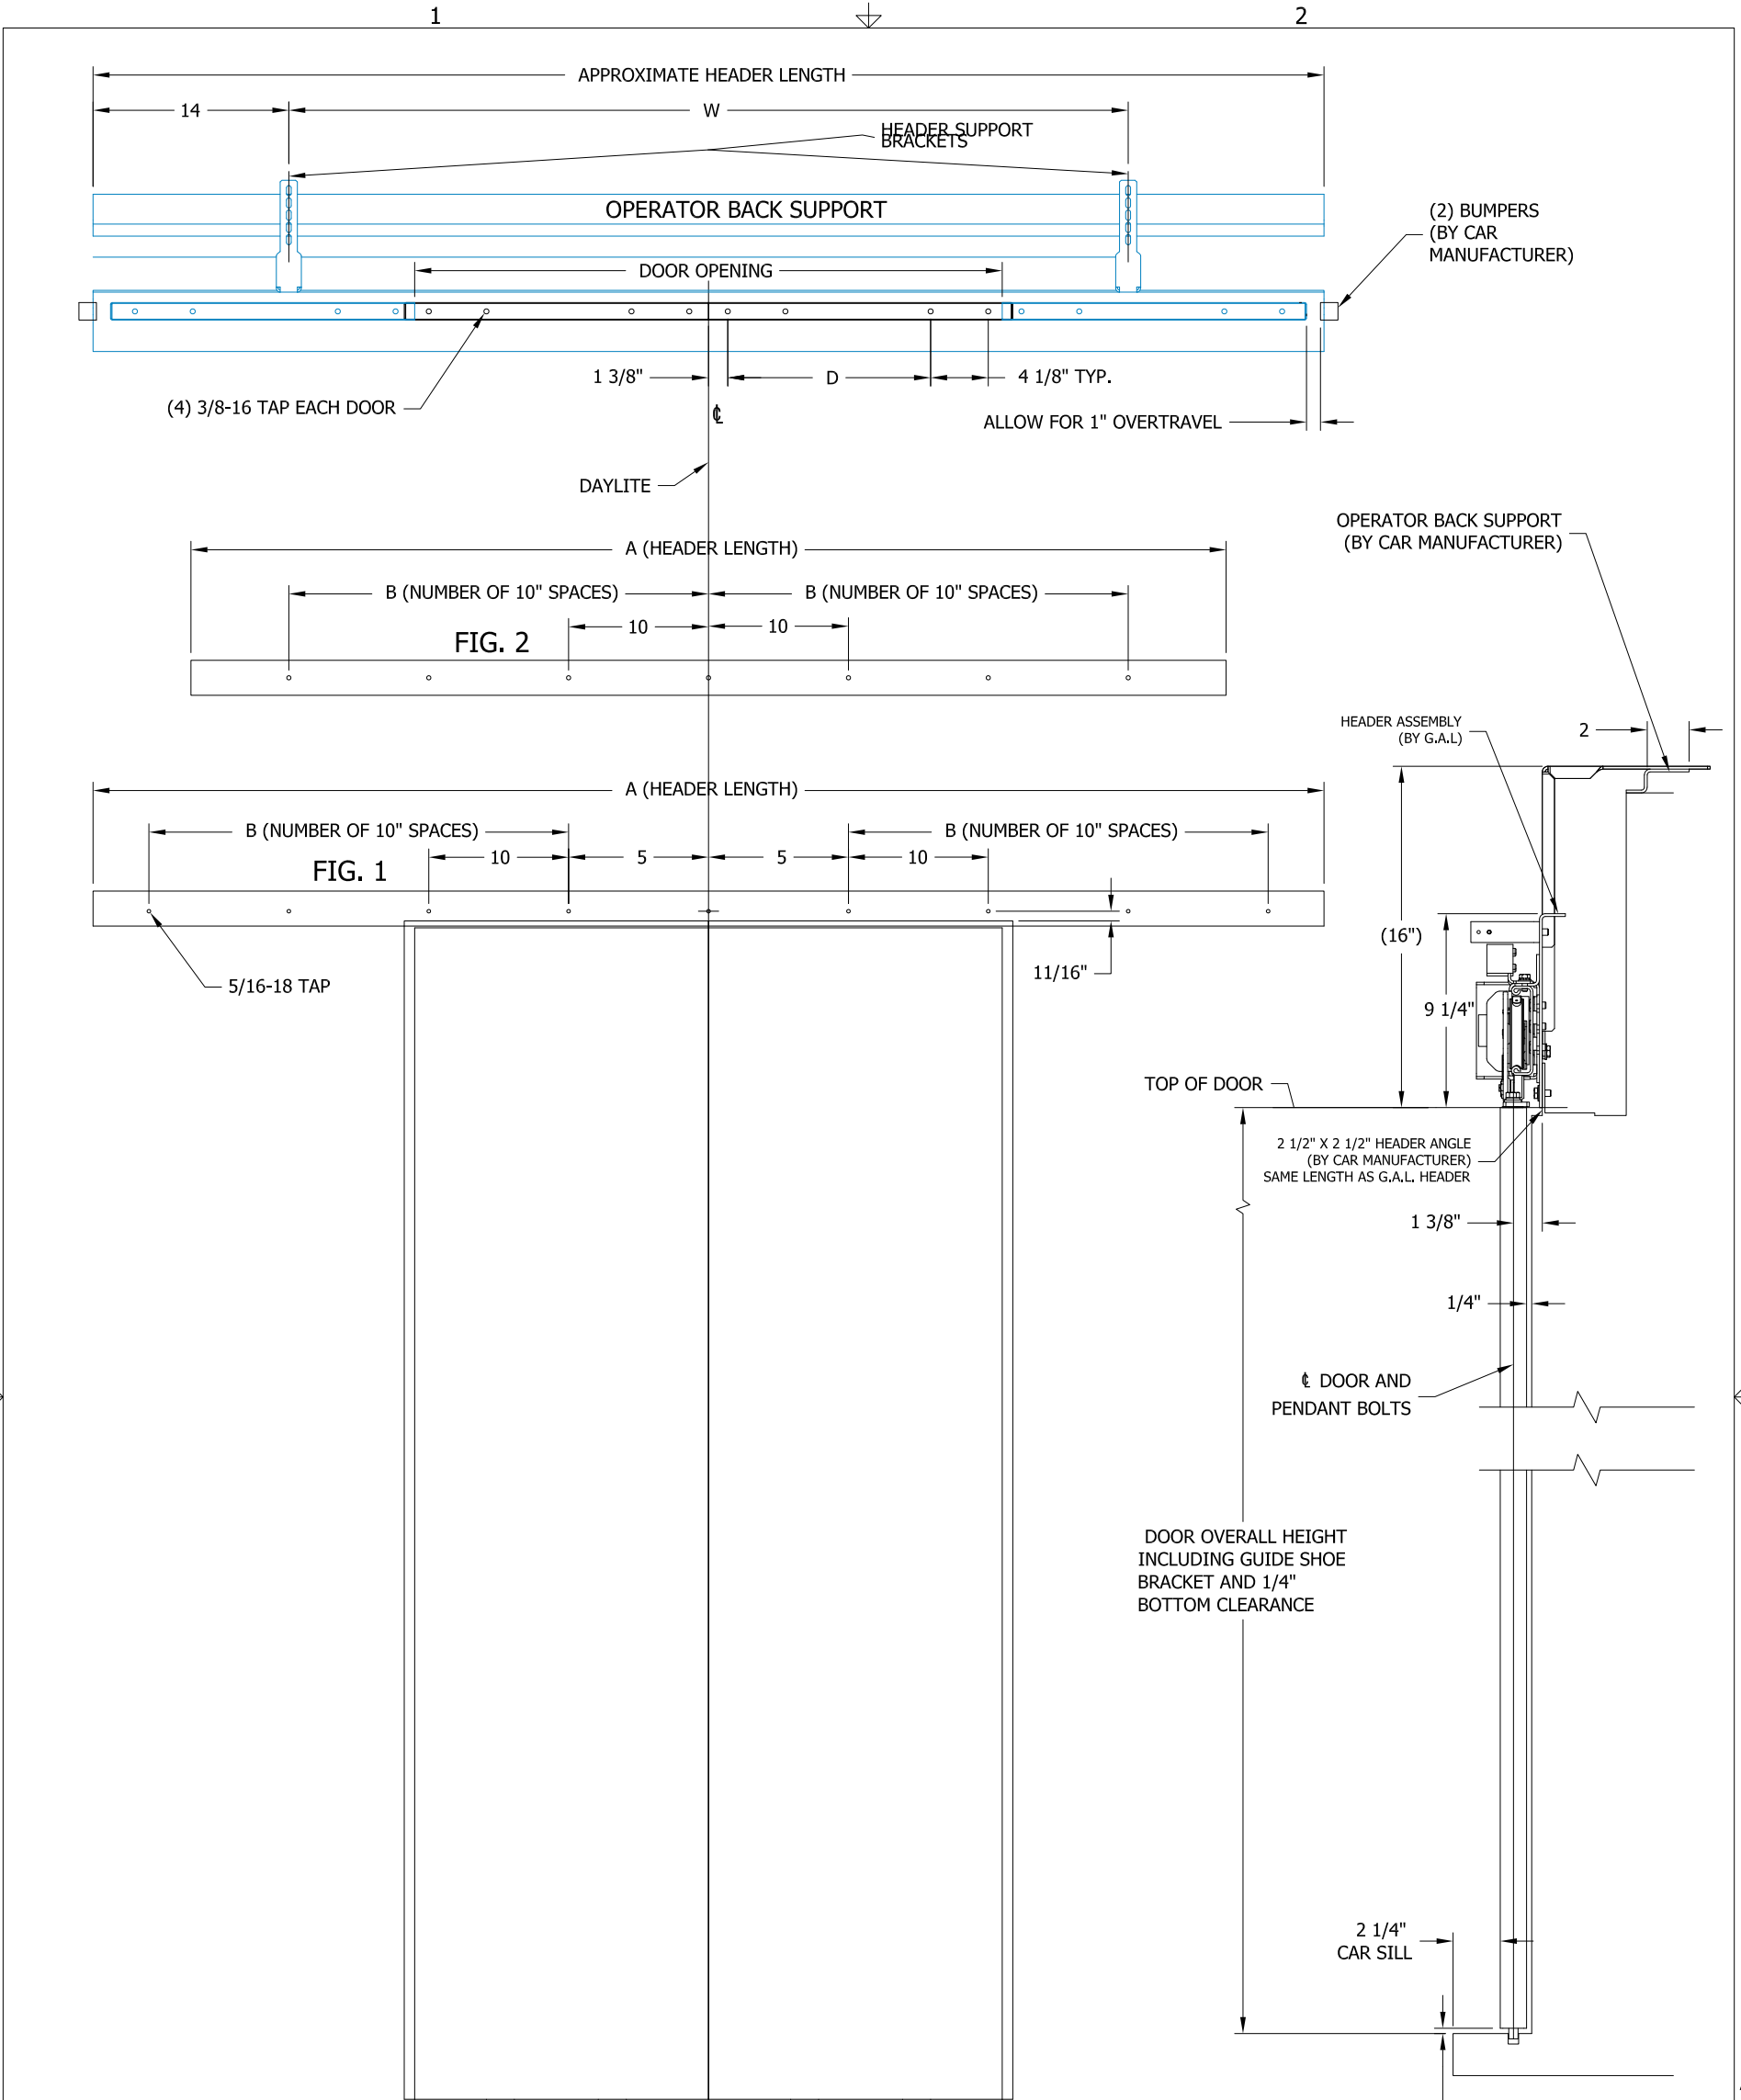 1
2
APPROXIMATE HEADER LENGTH
14
W
HEADER SUPPORT
BRACKETS
OPERATOR BACK SUPPORT
(2) BUMPERS
(BY CAR
MANUFACTURER)
DOOR OPENING
1 3/8"
D
4 1/8" TYP.
(4) 3/8-16 TAP EACH DOOR
℄
ALLOW FOR 1" OVERTRAVEL
DAYLITE
OPERATOR BACK SUPPORT
(BY CAR MANUFACTURER)
A (HEADER LENGTH)
B (NUMBER OF 10" SPACES)
B (NUMBER OF 10" SPACES)
10
10
FIG. 2
HEADER ASSEMBLY
(BY G.A.L)
2
A (HEADER LENGTH)
B (NUMBER OF 10" SPACES)
B (NUMBER OF 10" SPACES)
10
5
5
10
FIG. 1
(16")
11/16"
5/16-18 TAP
9 1/4"
TOP OF DOOR
2 1/2" X 2 1/2" HEADER ANGLE
(BY CAR MANUFACTURER)
SAME LENGTH AS G.A.L. HEADER
1 3/8"
1/4"
℄ DOOR AND
PENDANT BOLTS
DOOR OVERALL HEIGHT
INCLUDING GUIDE SHOE
BRACKET AND 1/4"
BOTTOM CLEARANCE
2 1/4"
CAR SILL